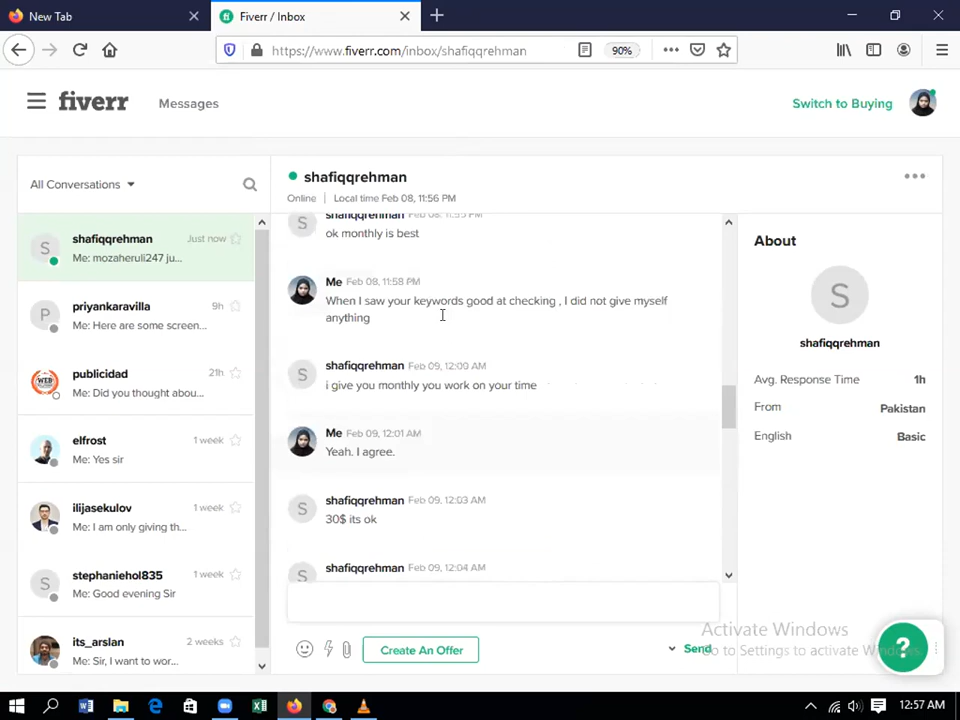 New Tab
Fiverr / Inbox
https://www.fiverr.com/inbox/shafiqqrehman
90%
fiverr
Messages
Switch to Buying
All Conversations
shafiqqrehman
Just now
Me: mozaheruli247 ju...
priyankaravilla
9h
Me: Here are some screen...
publicidad
21h
Me: Did you thought abou...
elfrost
1 week
Me: Yes sir
ilijasekulov
1 week
Me: I am only giving th...
stephaniehol835
1 week
Me: Good evening Sir
its_arslan
2 weeks
Me: Sir, I want to wor...
shafiqqrehman
Online | Local time Feb 08, 11:56 PM
shafiqqrehman Feb 08, 11:55 PM
ok monthly is best
Me Feb 08, 11:58 PM
When I saw your keywords good at checking , I did not give myself
anything
shafiqqrehman Feb 09, 12:00 AM
i give you monthly you work on your time
Me Feb 09, 12:01 AM
Yeah. I agree.
shafiqqrehman Feb 09, 12:03 AM
30$ its ok
shafiqqrehman Feb 09, 12:04 AM
Create An Offer
Send
About
S
shafiqqrehman
Avg. Response Time 1h
From Pakistan
English Basic
Activate Windows
Go to Settings to activate Windows.
12:57 AM